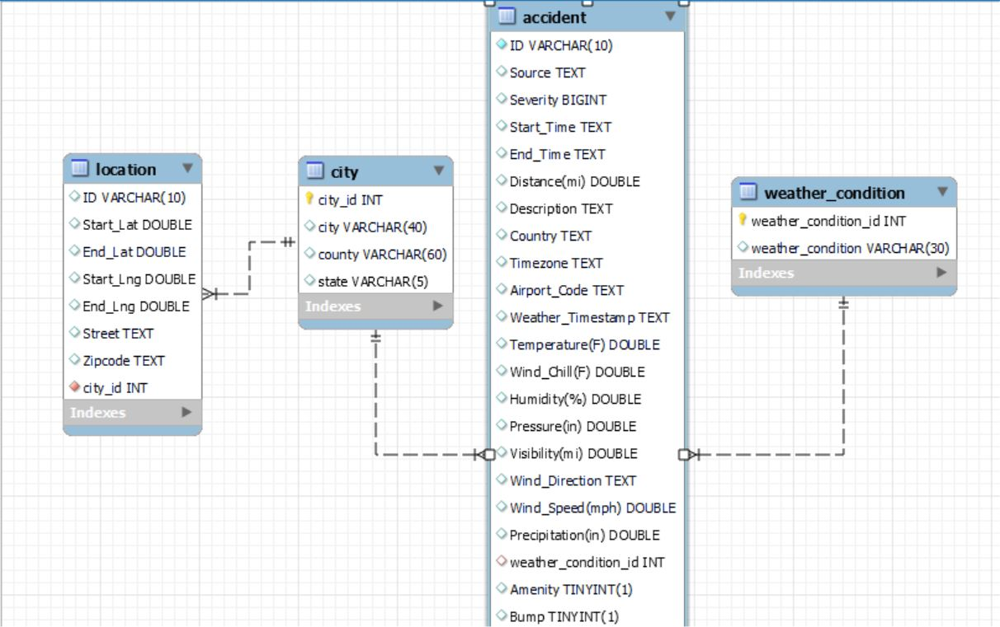 location
ID VARCHAR(10)
Start_Lat DOUBLE
End_Lat DOUBLE
Start_Lng DOUBLE
End_Lng DOUBLE
Street TEXT
Zipcode TEXT
city_id INT
Indexes
city
city_id INT
city VARCHAR(40)
county VARCHAR(60)
state VARCHAR(5)
Indexes
accident
ID VARCHAR(10)
Source TEXT
Severity BIGINT
Start_Time TEXT
End_Time TEXT
Distance(mi) DOUBLE
Description TEXT
Country TEXT
Timezone TEXT
Airport_Code TEXT
Weather_Timestamp TEXT
Temperature(F) DOUBLE
Wind_Chill(F) DOUBLE
Humidity(%) DOUBLE
Pressure(in) DOUBLE
Visibility(mi) DOUBLE
Wind_Direction TEXT
Wind_Speed(mph) DOUBLE
Precipitation(in) DOUBLE
weather_condition_id INT
Amenity TINYINT(1)
Bump TINYINT(1)
weather_condition
weather_condition_id INT
weather_condition VARCHAR(30)
Indexes